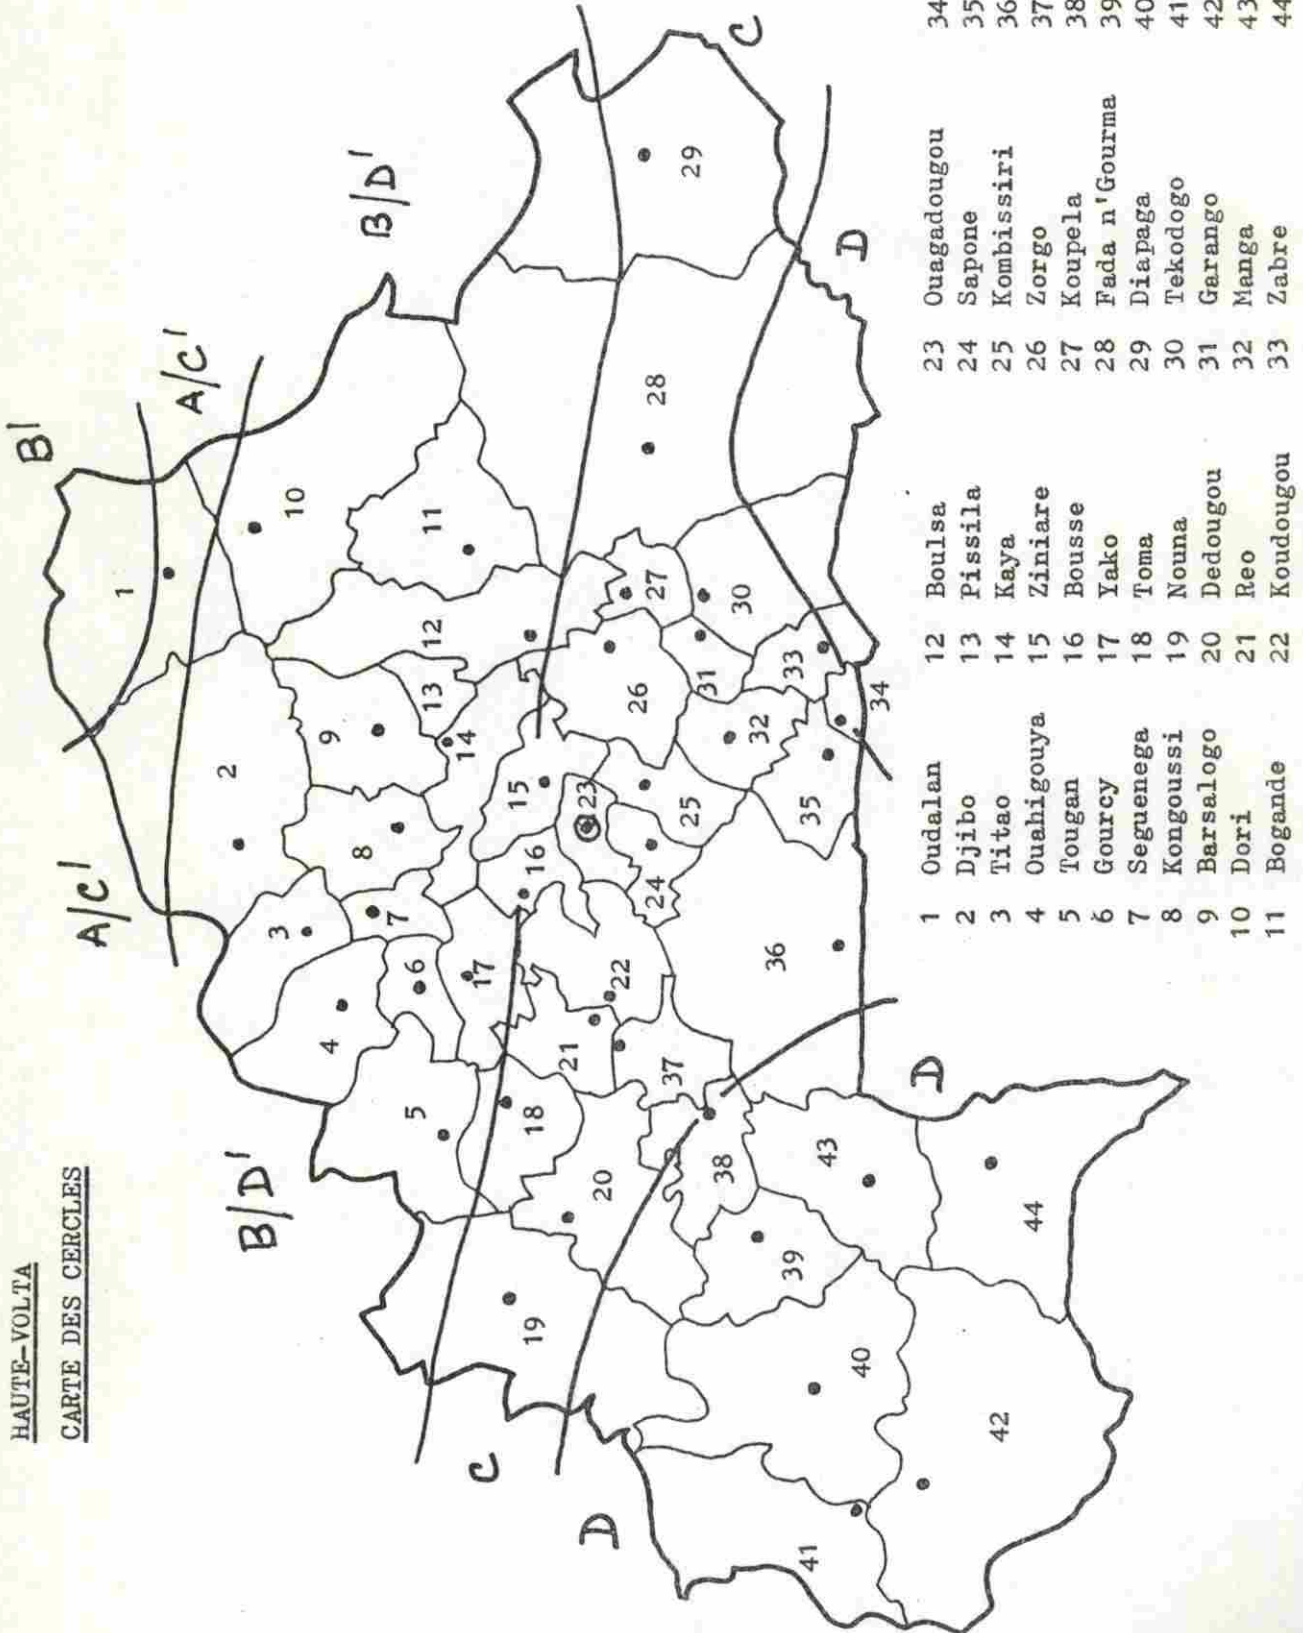 HAUTE-VOLTA
CARTE DES CERCLES
A/C'
B'
A/C'
B/D'
B/D'
C
C
D
D
D
1
2
3
4
5
6
7
8
9
10
11
12
13
14
15
16
17
18
19
20
21
22
23
24
25
26
27
28
29
30
31
32
33
34
35
36
37
38
39
40
41
42
43
44
1 Oudalan
2 Djibo
3 Titao
4 Ouahigouya
5 Tougan
6 Gourcy
7 Seguenega
8 Kongoussi
9 Barsalogo
10 Dori
11 Bogande
12 Boulsa
13 Pissila
14 Kaya
15 Ziniare
16 Bousse
17 Yako
18 Toma
19 Nouna
20 Dedougou
21 Reo
22 Koudougou
23 Ouagadougou
24 Sapone
25 Kombissiri
26 Zorgo
27 Koupela
28 Fada n'Gourma
29 Diapaga
30 Tekodogo
31 Garango
32 Manga
33 Zabre
34
35
36
37
38
39
40
41
42
43
44